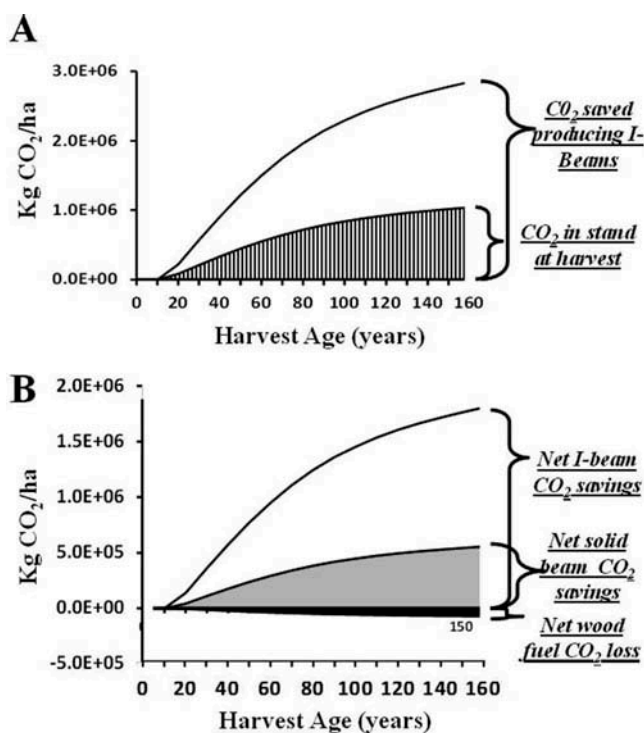 A
3.0E+06
2.0E+06
1.0E+06
0.0E+00
Kg CO₂/ha
0 20 40 60 80 100 120 140 160
Harvest Age (years)
C0₂ saved
producing I-
Beams
CO₂ in stand
at harvest
B
2.0E+06
1.5E+06
1.0E+06
5.0E+05
0.0E+00
-5.0E+05
Kg CO₂/ha
150
0 20 40 60 80 100 120 140 160
Harvest Age (years)
Net I-beam
CO₂ savings
Net solid
beam CO₂
savings
Net wood
fuel CO₂ loss